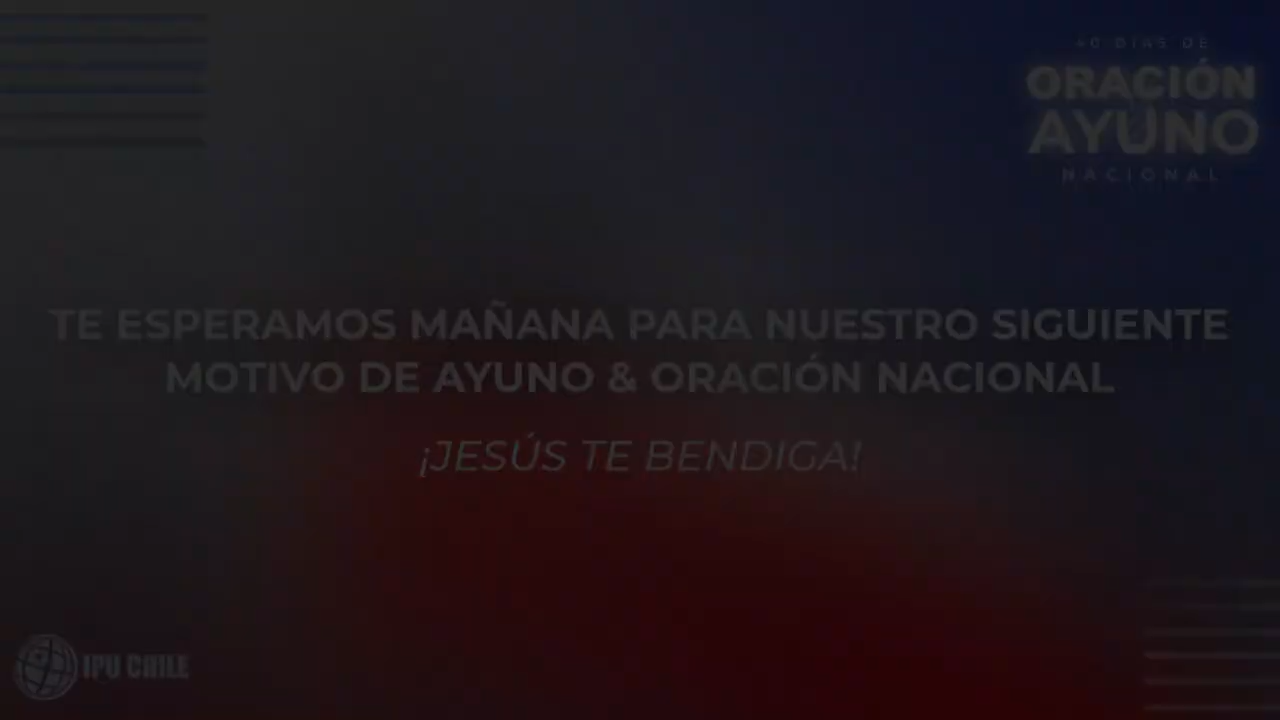 40 DÍAS DE
ORACIÓN
AYUNO
NACIONAL
TE ESPERAMOS MAÑANA PARA NUESTRO SIGUIENTE
MOTIVO DE AYUNO & ORACIÓN NACIONAL
¡JESÚS TE BENDIGA!
IPU CHILE